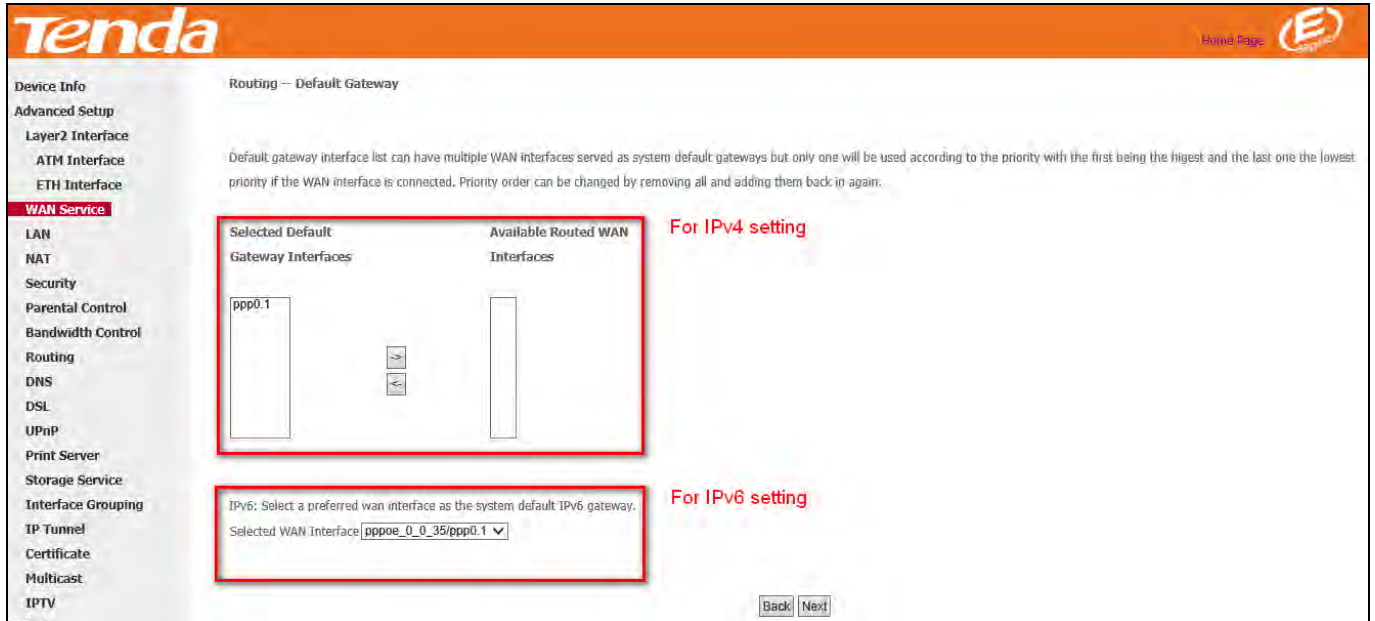 Tenda
Home Page
Device Info
Advanced Setup
Layer2 Interface
ATM Interface
ETH Interface
WAN Service
LAN
NAT
Security
Parental Control
Bandwidth Control
Routing
DNS
DSL
UPnP
Print Server
Storage Service
Interface Grouping
IP Tunnel
Certificate
Multicast
IPTV
Routing -- Default Gateway
Default gateway interface list can have multiple WAN interfaces served as system default gateways but only one will be used according to the priority with the first being the higest and the last one the lowest
priority if the WAN interface is connected. Priority order can be changed by removing all and adding them back in again.
For IPv4 setting
Selected Default
Gateway Interfaces
Available Routed WAN
Interfaces
ppp0.1
->
<-
For IPv6 setting
IPv6: Select a preferred wan interface as the system default IPv6 gateway.
Selected WAN Interface pppoe_0_0_35/ppp0.1
Back Next